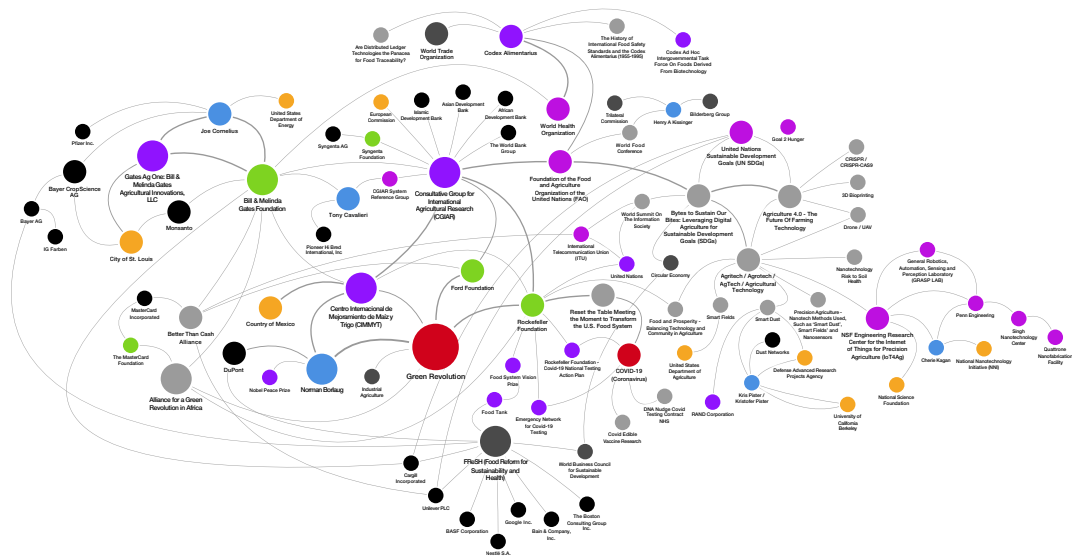 Are Distributed Ledger
Technologies the Panacea
for Food Traceability?
World Trade
Organization
Codex Alimentarius
The History of
International Food Safety
Standards and the Codex
Alimentarius (1955-1995)
Codex Ad Hoc
Intergovernmental Task
Force On Foods Derived
From Biotechnology
United States
Department of
Energy
Joe Cornelius
Pfizer Inc.
European
Commission
Islamic
Development Bank
Asian Development
Bank
African
Development Bank
The World Bank
Group
World Health
Organization
Trilateral
Commission
Henry A Kissinger
Bilderberg Group
World Food
Conference
United Nations
Sustainable Development
Goals (UN SDGs)
Goal 2 Hunger
CRISPR /
CRISPR-CAS9
3D Bioprinting
Drone / UAV
Syngenta AG
Syngenta
Foundation
Gates Ag One: Bill &
Melinda Gates
Agricultural Innovations,
LLC
Bayer CropScience
AG
Bill & Melinda
Gates Foundation
Monsanto
CGIAR System
Reference Group
Consultative Group for
International
Agricultural Research
(CGIAR)
Foundation of the Food
and Agriculture
Organization of the
United Nations (FAO)
Tony Cavalieri
World Summit On
The Information
Society
Bytes to Sustain Our
Bites: Leveraging Digital
Agriculture for
Sustainable Development
Goals (SDGs)
Agriculture 4.0 - The
Future Of Farming
Technology
Bayer AG
IG Farben
City of St. Louis
Pioneer Hi Bred
International, Inc
International
Telecommunication Union
(ITU)
United Nations
Circular Economy
Agritech / Agrotech /
AgTech / Agricultural
Technology
Nanotechnology
Risk to Soil
Health
General Robotics,
Automation, Sensing and
Perception Laboratory
(GRASP LAB)
MasterCard
Incorporated
Better Than Cash
Alliance
Country of Mexico
Centro Internacional de
Mejoramiento de Maíz y
Trigo (CIMMYT)
Ford Foundation
Rockefeller
Foundation
Reset the Table Meeting
the Moment to Transform
the U.S. Food System
Food and Prosperity -
Balancing Technology and
Community in Agriculture
Smart Fields
Smart Dust
Precision Agriculture -
Nanotech Methods Used,
Such as 'Smart Dust',
Smart Fields' and
Nanosensors
NSF Engineering Research
Center for the Internet
of Things for Precision
Agriculture (IoT4Ag)
Penn Engineering
Singh
Nanotechnology
Center
Quattrone
Nanofabrication
Facility
The MasterCard
Foundation
DuPont
Nobel Peace Prize
Norman Borlaug
Industrial
Agriculture
Green Revolution
Food System Vision
Prize
Rockefeller Foundation -
Covid-19 National Testing
Action Plan
COVID-19
(Coronavirus)
United States
Department of
Agriculture
Dust Networks
Defense Advanced Research
Projects Agency
Cherie Kagan
National Nanotechnology
Initiative (NNI)
Alliance for a Green
Revolution in Africa
Food Tank
Emergency Network
for Covid-19
Testing
DNA Nudge Covid
Testing Contract
NHS
Covid Edible
Vaccine Research
RAND Corporation
Kris Pister /
Kristofer Pister
University of
California
Berkeley
National Science
Foundation
FReSH (Food Reform for
Sustainability and
Health)
World Business Council
for Sustainable
Development
Cargill
Incorporated
Unilever PLC
BASF Corporation
Nestlé S.A.
Google Inc.
Bain & Company,
Inc.
The Boston
Consulting Group
Inc.